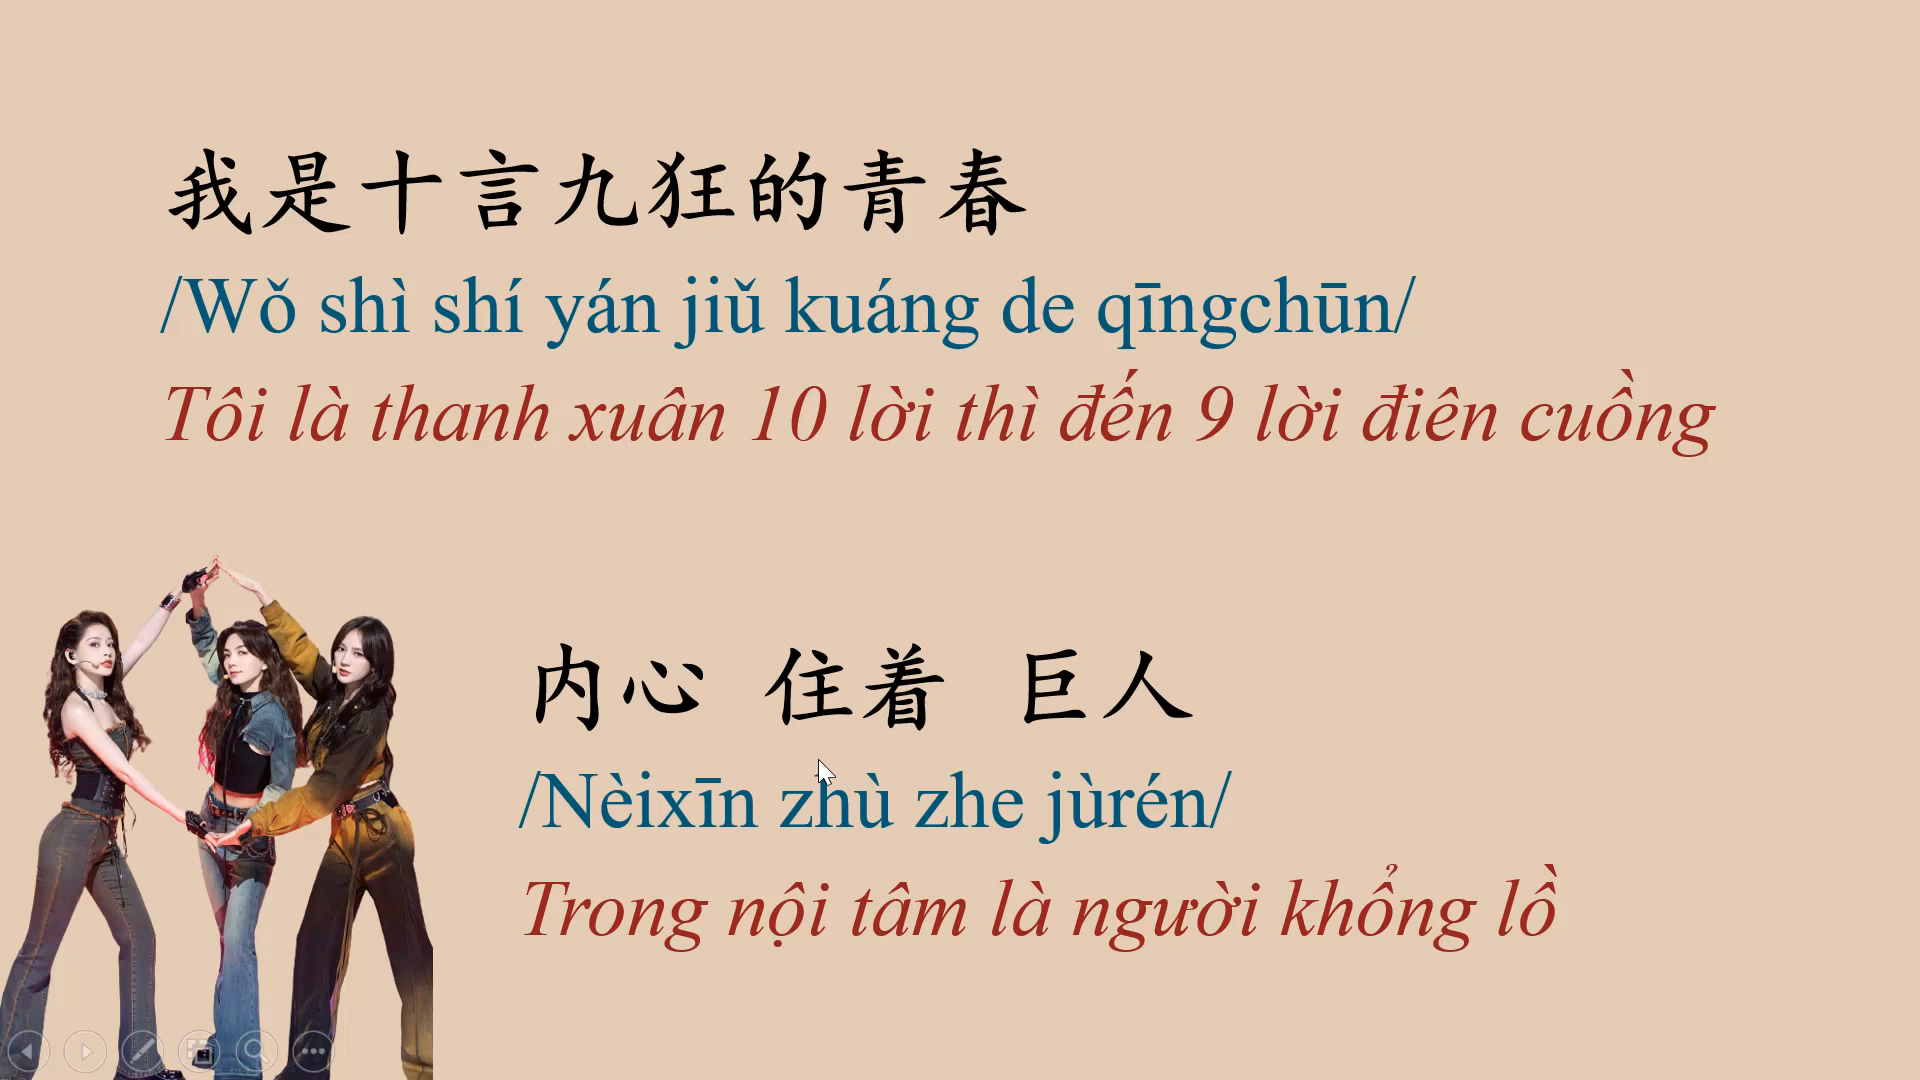 我是十言九狂的青春
/Wǒ shì shí yán jiǔ kuáng de qīngchūn/
Tôi là thanh xuân 10 lời thì đến 9 lời điên cuồng
内心 住着 巨人
/Nèixīn zhù zhe jùrén/
Trong nội tâm là người khổng lồ